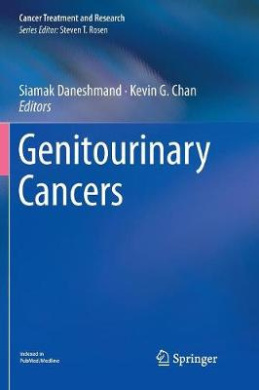 Cancer Treatment and Research
Series Editor: Steven T. Rosen
Siamak Daneshmand · Kevin G. Chan
Editors
Genitourinary
Cancers
Indexed in
PubMed/Medline
Springer